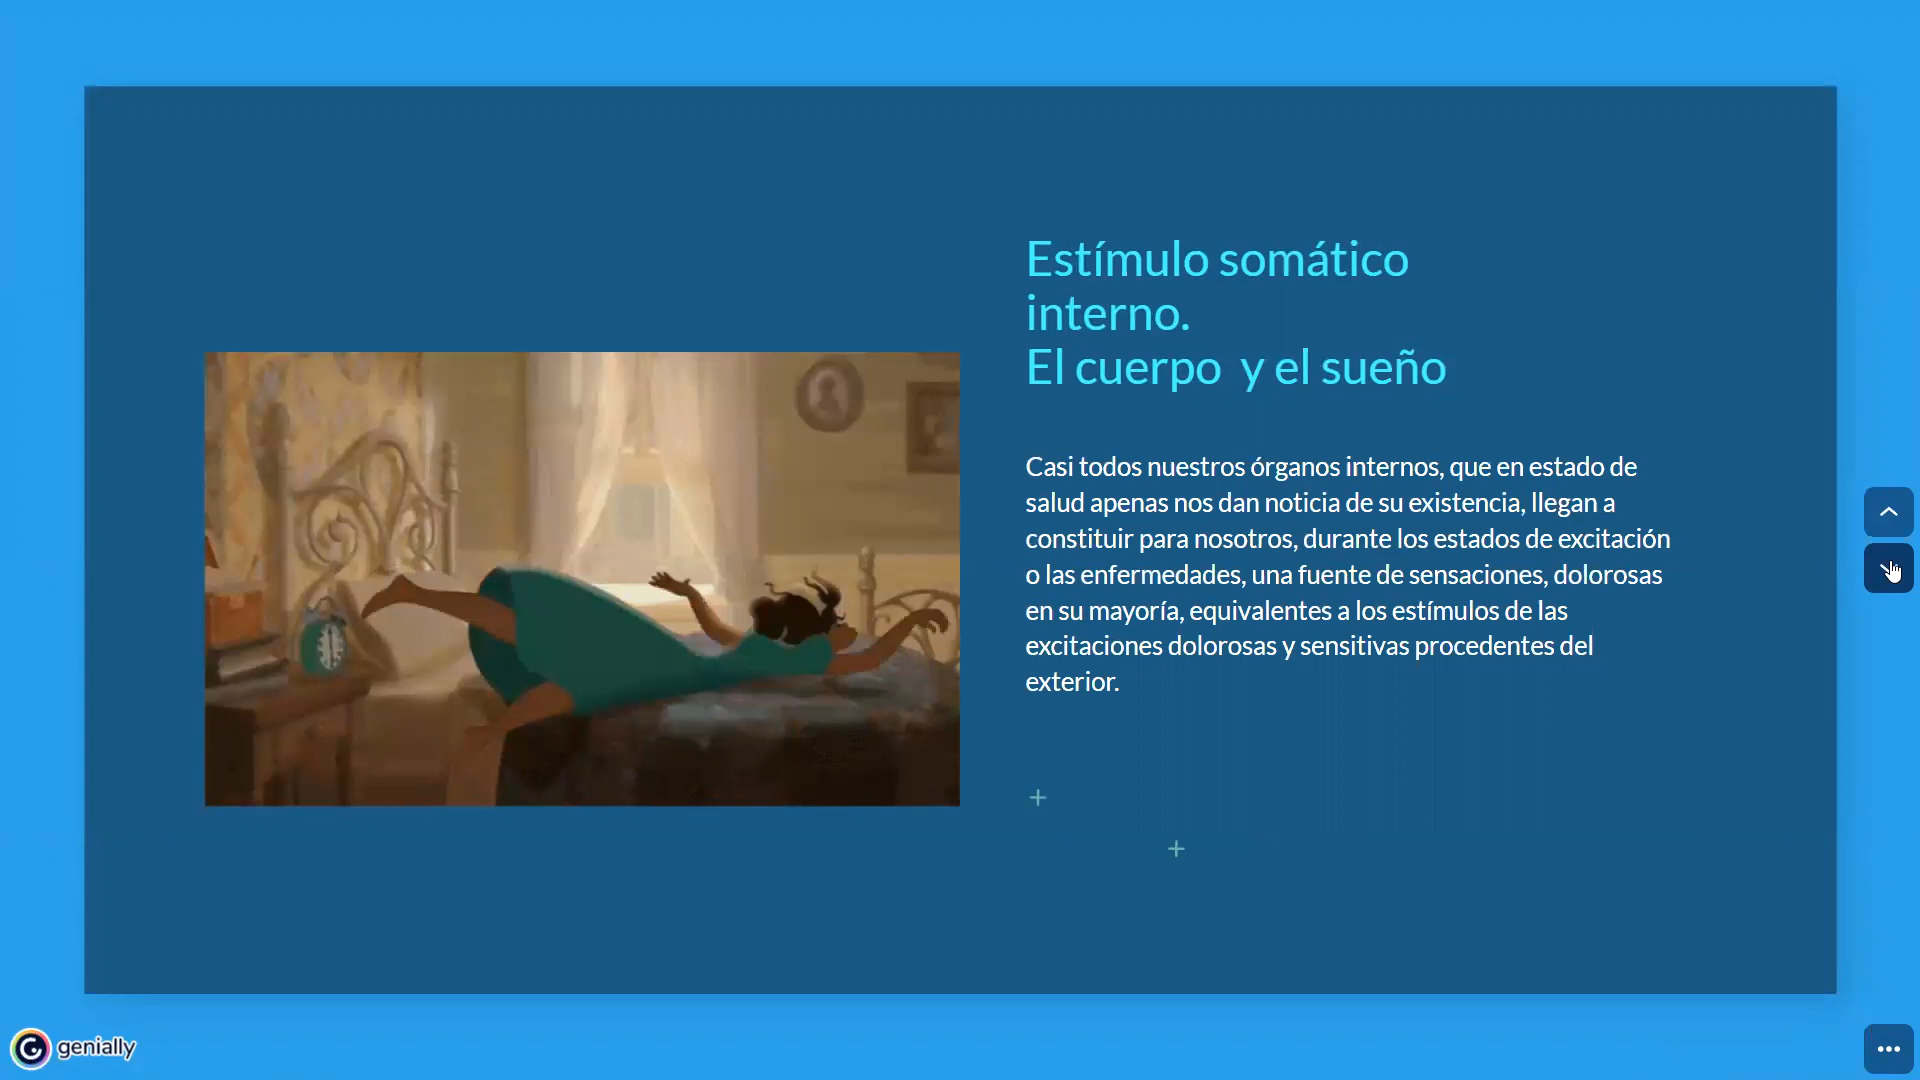 Estímulo somático
interno.
El cuerpo  y el sueño
Casi todos nuestros órganos internos, que en estado de
salud apenas nos dan noticia de su existencia, llegan a
constituir para nosotros, durante los estados de excitación
o las enfermedades, una fuente de sensaciones, dolorosas
en su mayoría, equivalentes a los estímulos de las
excitaciones dolorosas y sensitivas procedentes del
exterior.
genially